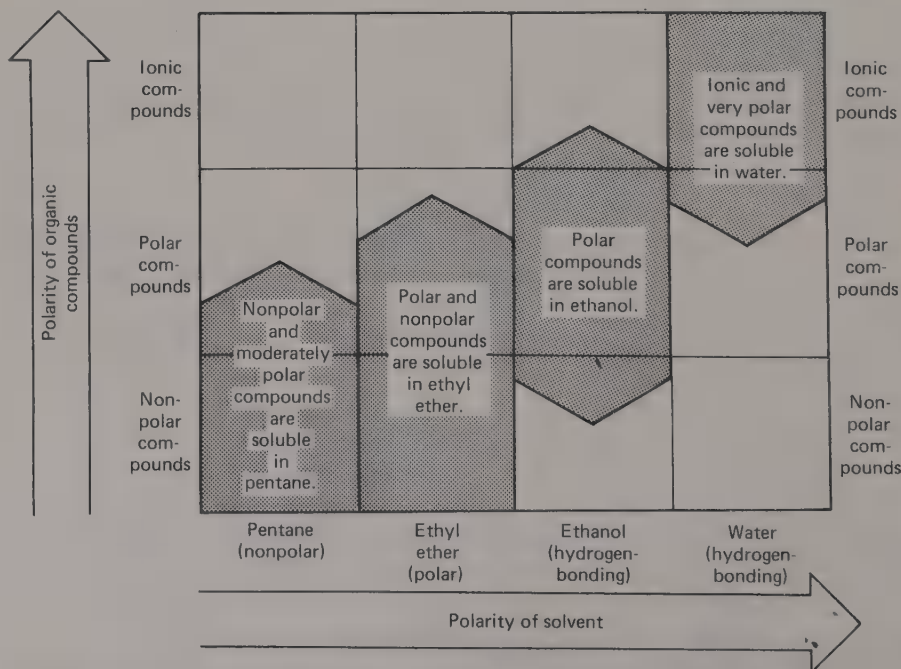 Polarity of organic
compounds
Ionic
com-
pounds
Polar
com-
pounds
Non-
polar
com-
pounds
Nonpolar
and
moderately
polar
compounds
are
soluble
in
pentane.
Polar and
nonpolar
compounds
are soluble
in ethyl
ether.
Polar
compounds
are soluble
in ethanol.
Ionic and
very polar
compounds
are soluble
in water.
Ionic
com-
pounds
Polar
com-
pounds
Non-
polar
com-
pounds
Pentane
(nonpolar)
Ethyl
ether
(polar)
Ethanol
(hydrogen-
bonding)
Water
(hydrogen-
bonding)
Polarity of solvent